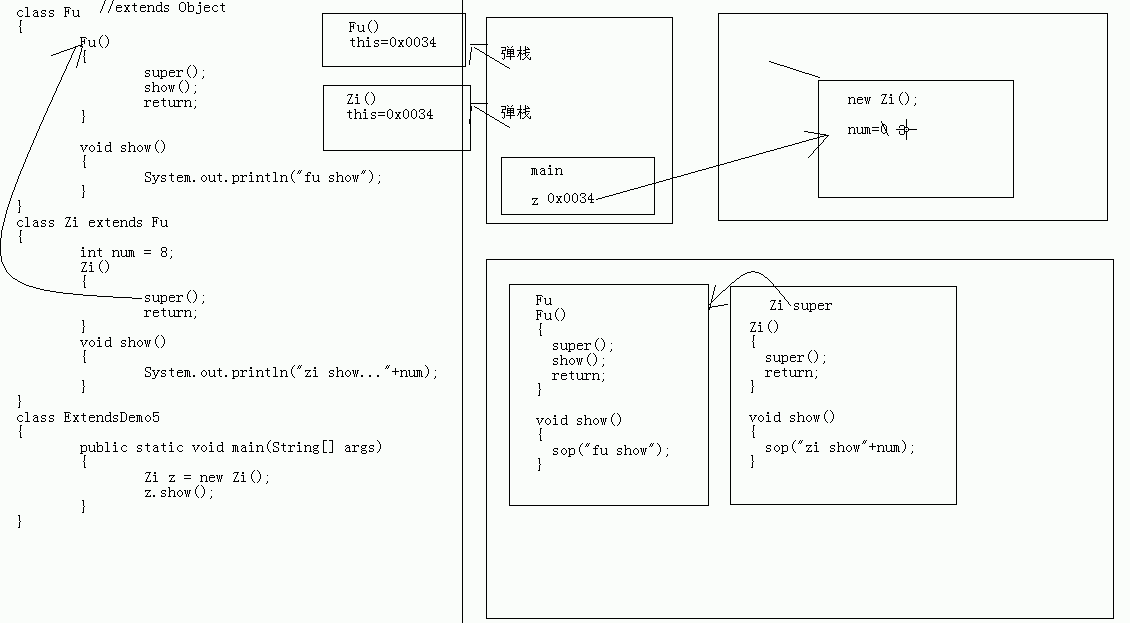 class Fu //extends Object
{
Fu()
{
super();
show();
return;
}
void show()
{
System.out.println("fu show");
}
}
class Zi extends Fu
{
int num = 8;
Zi()
{
super();
return;
}
void show()
{
System.out.println("zi show..."+num);
}
}
class ExtendsDemo5
{
public static void main(String[] args)
{
Zi z = new Zi();
z.show();
}
}
Fu()
this=0x0034
Zi()
this=0x0034
弹栈
弹栈
main
z 0x0034
new Zi();
num=0
Fu
Fu()
{
super();
show();
return;
}
void show()
{
sop("fu show");
}
Zi super
Zi()
{
super();
return;
}
void show()
{
sop("zi show"+num);
}